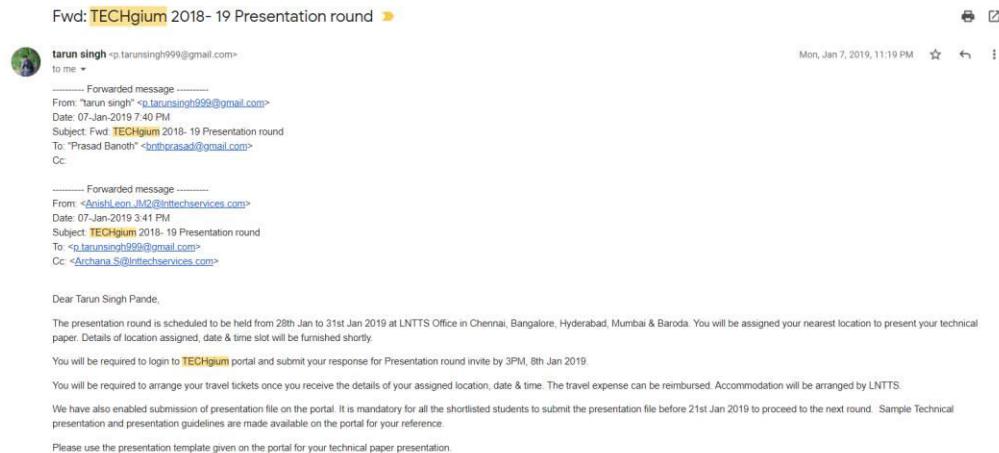 Fwd: TECHgium 2018- 19 Presentation round
tarun singh <p.tarunsingh999@gmail.com>
Mon, Jan 7, 2019, 11:19 PM
to me
---------- Forwarded message ----------
From: "tarun singh" <p.tarunsingh999@gmail.com>
Date: 07-Jan-2019 7:40 PM
Subject: Fwd: TECHgium 2018- 19 Presentation round
To: "Prasad Banoth" <bnthprasad@gmail.com>
Cc:
---------- Forwarded message ----------
From: <AnishLeon.JM2@lnttechservices.com>
Date: 07-Jan-2019 3:41 PM
Subject: TECHgium 2018- 19 Presentation round
To: <p.tarunsingh999@gmail.com>
Cc: <Archana.S@lnttechservices.com>
Dear Tarun Singh Pande,
The presentation round is scheduled to be held from 28th Jan to 31st Jan 2019 at LNTTS Office in Chennai, Bangalore, Hyderabad, Mumbai & Baroda. You will be assigned your nearest location to present your technical
paper. Details of location assigned, date & time slot will be furnished shortly.
You will be required to login to TECHgium portal and submit your response for Presentation round invite by 3PM, 8th Jan 2019.
You will be required to arrange your travel tickets once you receive the details of your assigned location, date & time. The travel expense can be reimbursed. Accommodation will be arranged by LNTTS.
We have also enabled submission of presentation file on the portal. It is mandatory for all the shortlisted students to submit the presentation file before 21st Jan 2019 to proceed to the next round. Sample Technical
presentation and presentation guidelines are made available on the portal for your reference.
Please use the presentation template given on the portal for your technical paper presentation.